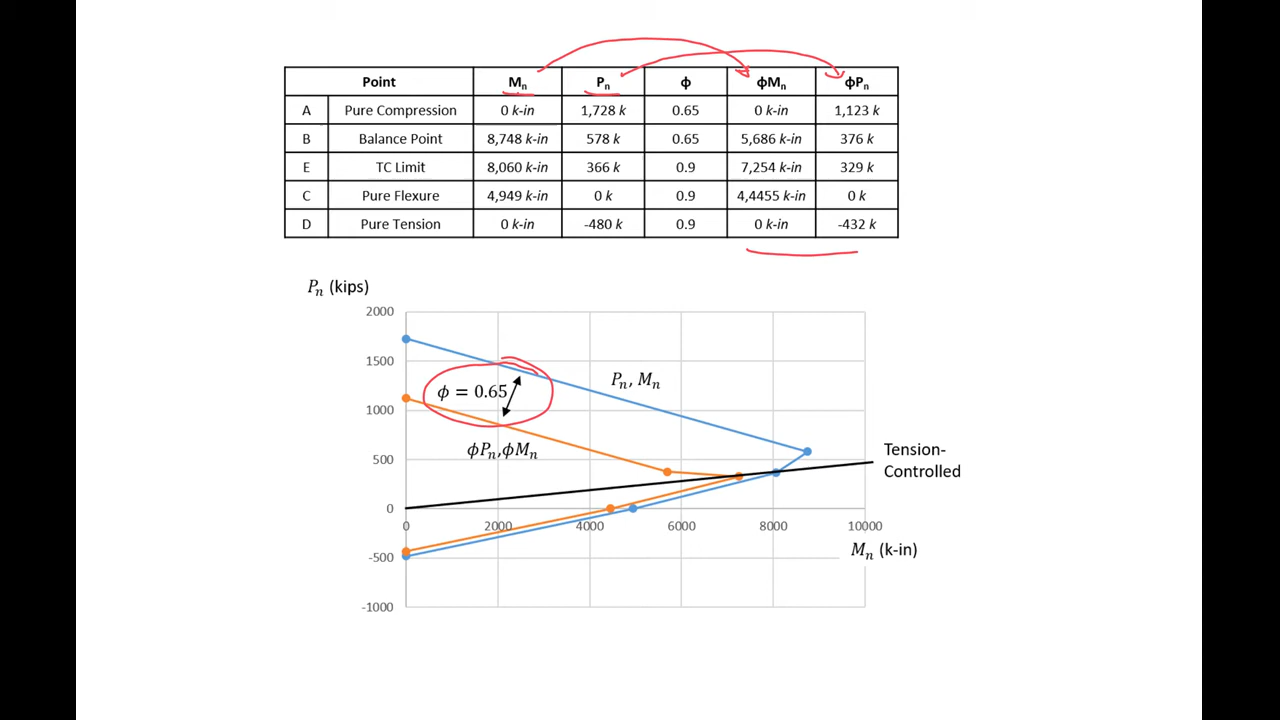 Point Mₙ Pₙ ϕ ϕMₙ ϕPₙ
A Pure Compression 0 k-in 1,728 k 0.65 0 k-in 1,123 k
B Balance Point 8,748 k-in 578 k 0.65 5,686 k-in 376 k
E TC Limit 8,060 k-in 366 k 0.9 7,254 k-in 329 k
C Pure Flexure 4,949 k-in 0 k 0.9 4,4455 k-in 0 k
D Pure Tension 0 k-in -480 k 0.9 0 k-in -432 k
Pₙ (kips)
2000
1500
Pₙ, Mₙ
ϕ = 0.65
1000
ϕPₙ,ϕMₙ
Tension-
Controlled
500
0
0 2000 4000 6000 8000 10000
Mₙ (k-in)
-500
-1000